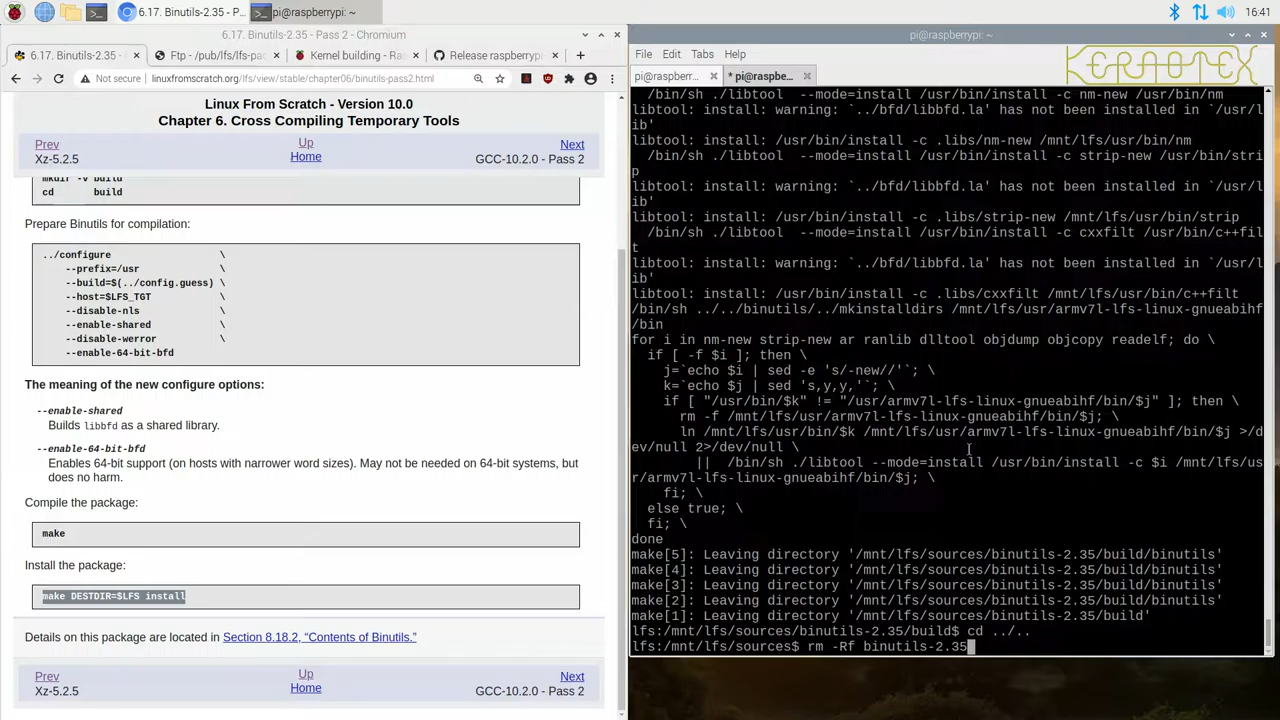 6.17. Binutils-2.35 - P...
pi@raspberrypi: ~
16:41
6.17. Binutils-2.35 - Pass 2 - Chromium
6.17. Binutils-2.35 -
Ftp - /pub/lfs/lfs-pac
Kernel building - Ras
Release raspberrypi
Not secure | linuxfromscratch.org/lfs/view/stable/chapter06/binutils-pass2.html
Linux From Scratch - Version 10.0
Chapter 6. Cross Compiling Temporary Tools
Prev
Up
Next
Xz-5.2.5
Home
GCC-10.2.0 - Pass 2
mkdir -v build
cd      build
Prepare Binutils for compilation:
../configure                   \
--prefix=/usr              \
--build=$(../config.guess) \
--host=$LFS_TGT            \
--disable-nls              \
--enable-shared            \
--disable-werror           \
--enable-64-bit-bfd
The meaning of the new configure options:
--enable-shared
Builds libbfd as a shared library.
--enable-64-bit-bfd
Enables 64-bit support (on hosts with narrower word sizes). May not be needed on 64-bit systems, but
does no harm.
Compile the package:
make
Install the package:
make DESTDIR=$LFS install
Details on this package are located in Section 8.18.2, “Contents of Binutils.”
Prev
Up
Next
Xz-5.2.5
Home
GCC-10.2.0 - Pass 2
pi@raspberrypi: ~
File Edit Tabs Help
KEROTEX
pi@raspberr...
* pi@raspbe...
/bin/sh ./libtool  --mode=install /usr/bin/install -c nm-new /usr/bin/nm
libtool: install: warning: `../bfd/libbfd.la' has not been installed in `/usr/l
ib'
libtool: install: /usr/bin/install -c .libs/nm-new /mnt/lfs/usr/bin/nm
/bin/sh ./libtool  --mode=install /usr/bin/install -c strip-new /usr/bin/stri
p
libtool: install: warning: `../bfd/libbfd.la' has not been installed in `/usr/l
ib'
libtool: install: /usr/bin/install -c .libs/strip-new /mnt/lfs/usr/bin/strip
/bin/sh ./libtool  --mode=install /usr/bin/install -c cxxfilt /usr/bin/c++fil
t
libtool: install: warning: `../bfd/libbfd.la' has not been installed in `/usr/l
ib'
libtool: install: /usr/bin/install -c .libs/cxxfilt /mnt/lfs/usr/bin/c++filt
/bin/sh ../../binutils/../mkinstalldirs /mnt/lfs/usr/armv7l-lfs-linux-gnueabihf
/bin
for i in nm-new strip-new ar ranlib dlltool objdump objcopy readelf; do \
if [ -f $i ]; then \
j=`echo $i | sed -e 's/-new//'`; \
k=`echo $j | sed 's,y,y,'`; \
if [ "/usr/bin/$k" != "/usr/armv7l-lfs-linux-gnueabihf/bin/$j" ]; then \
rm -f /mnt/lfs/usr/armv7l-lfs-linux-gnueabihf/bin/$j; \
ln /mnt/lfs/usr/bin/$k /mnt/lfs/usr/armv7l-lfs-linux-gnueabihf/bin/$j >/d
ev/null 2>/dev/null \
||  /bin/sh ./libtool --mode=install /usr/bin/install -c $i /mnt/lfs/us
r/armv7l-lfs-linux-gnueabihf/bin/$j; \
fi; \
else true; \
fi; \
done
make[5]: Leaving directory '/mnt/lfs/sources/binutils-2.35/build/binutils'
make[4]: Leaving directory '/mnt/lfs/sources/binutils-2.35/build/binutils'
make[3]: Leaving directory '/mnt/lfs/sources/binutils-2.35/build/binutils'
make[2]: Leaving directory '/mnt/lfs/sources/binutils-2.35/build/binutils'
make[1]: Leaving directory '/mnt/lfs/sources/binutils-2.35/build'
lfs:/mnt/lfs/sources/binutils-2.35/build$ cd ../..
lfs:/mnt/lfs/sources$ rm -Rf binutils-2.35